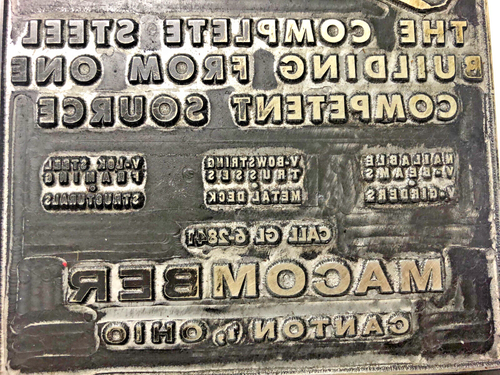 THE COMPLETE STEEL
BUILDING FROM ONE
COMPETENT SOURCE
NAILABLE
V-BEAMS
•
V-GIRDERS
V-BOWSTRING
TRUSSES
•
METAL DECK
V-LOK STEEL
FRAMING
•
STRUCTURALS
CALL GL 6-2841
MACOMBER
CANTON, OHIO